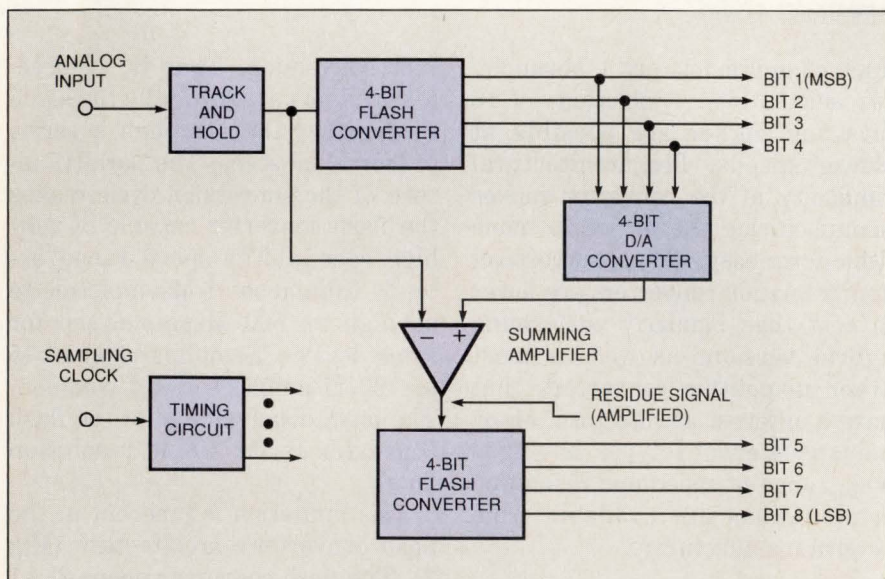 ANALOG
INPUT
TRACK
AND
HOLD
4-BIT
FLASH
CONVERTER
BIT 1(MSB)
BIT 2
BIT 3
BIT 4
4-BIT
D/A
CONVERTER
– +
SUMMING
AMPLIFIER
SAMPLING
CLOCK
TIMING
CIRCUIT
RESIDUE SIGNAL
(AMPLIFIED)
4-BIT
FLASH
CONVERTER
BIT 5
BIT 6
BIT 7
BIT 8 (LSB)